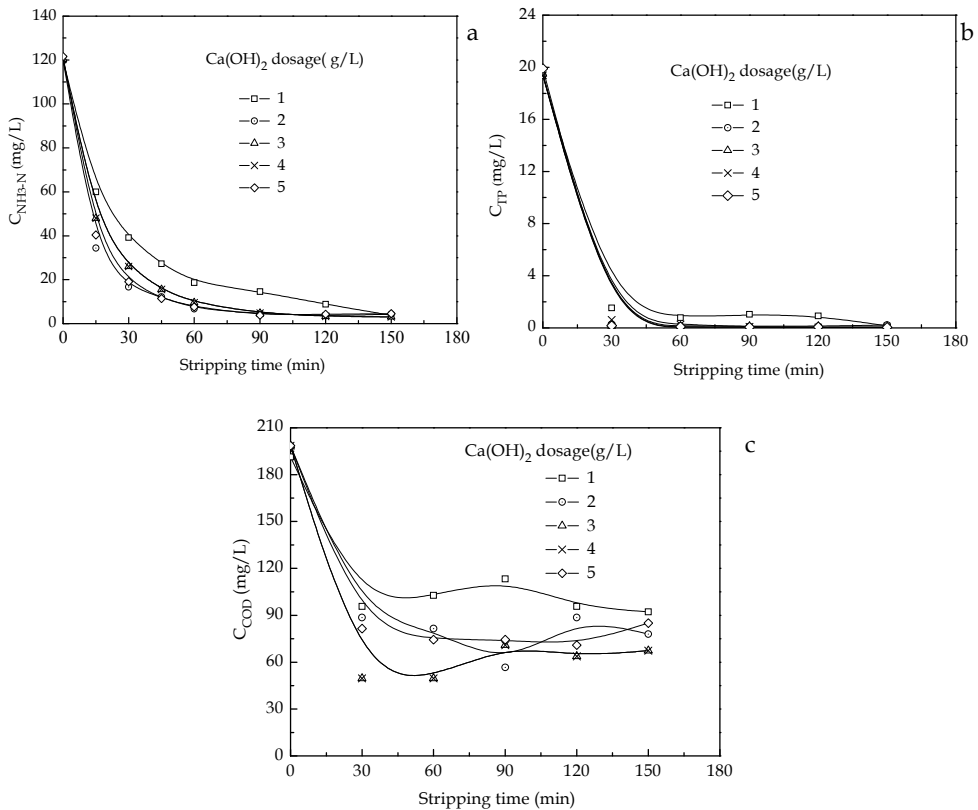 a
140
120
100
80
60
40
20
0
C_NH3-N (mg/L)
Ca(OH)₂ dosage( g/L)
1
2
3
4
5
0 30 60 90 120 150 180
Stripping time (min)
b
24
20
16
12
8
4
0
C_TP (mg/L)
Ca(OH)₂ dosage(g/L)
1
2
3
4
5
0 30 60 90 120 150 180
Stripping time (min)
c
210
180
150
120
90
60
30
0
C_COD (mg/L)
Ca(OH)₂ dosage(g/L)
1
2
3
4
5
0 30 60 90 120 150 180
Stripping time (min)